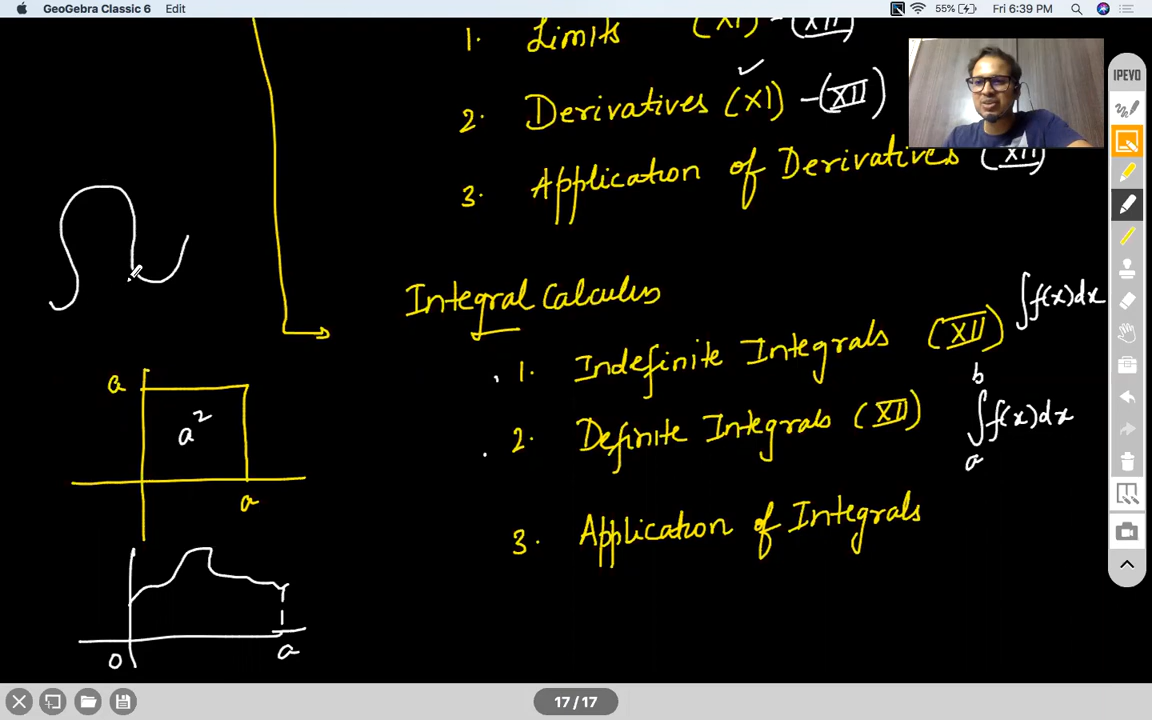 GeoGebra Classic 6 Edit
55% Fri 6:39 PM
1. Limits (XI) - (XII)
2. Derivatives (XI) - (XII)
3. Application of Derivatives (XII)
IPEVO
Integral Calculus
∫f(x)dx
1. Indefinite Integrals (XII)
2. Definite Integrals (XII)
b
∫f(x)dx
a
3. Application of Integrals
a
a²
a
0 a
17/17